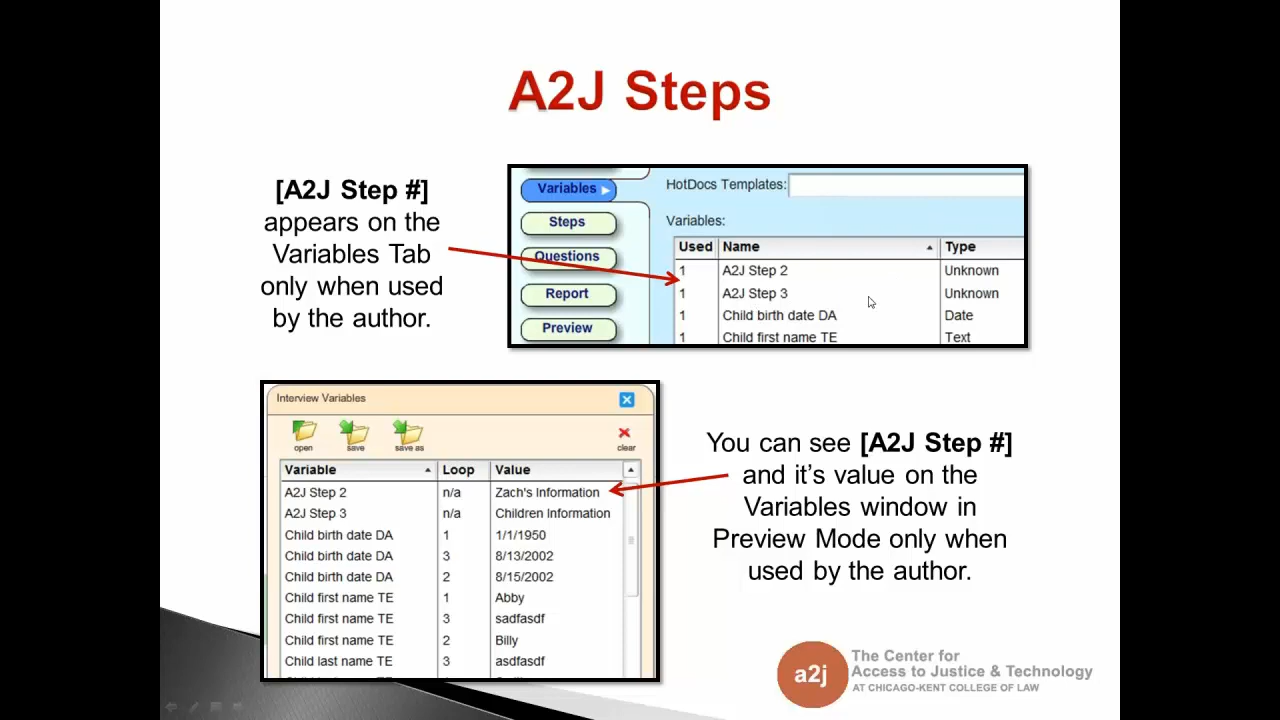 A2J Steps
[A2J Step #]
appears on the
Variables Tab
only when used
by the author.
Variables
Steps
Questions
Report
Preview
HotDocs Templates:
Variables:
Used Name Type
1 A2J Step 2 Unknown
1 A2J Step 3 Unknown
1 Child birth date DA Date
1 Child first name TE Text
Interview Variables
open save save as clear
Variable Loop Value
A2J Step 2 n/a Zach's Information
A2J Step 3 n/a Children Information
Child birth date DA 1 1/1/1950
Child birth date DA 3 8/13/2002
Child birth date DA 2 8/15/2002
Child first name TE 1 Abby
Child first name TE 3 sadfasdf
Child first name TE 2 Billy
Child last name TE 3 asdfasdf
You can see [A2J Step #]
and it's value on the
Variables window in
Preview Mode only when
used by the author.
a2j
The Center for
Access to Justice & Technology
AT CHICAGO-KENT COLLEGE OF LAW